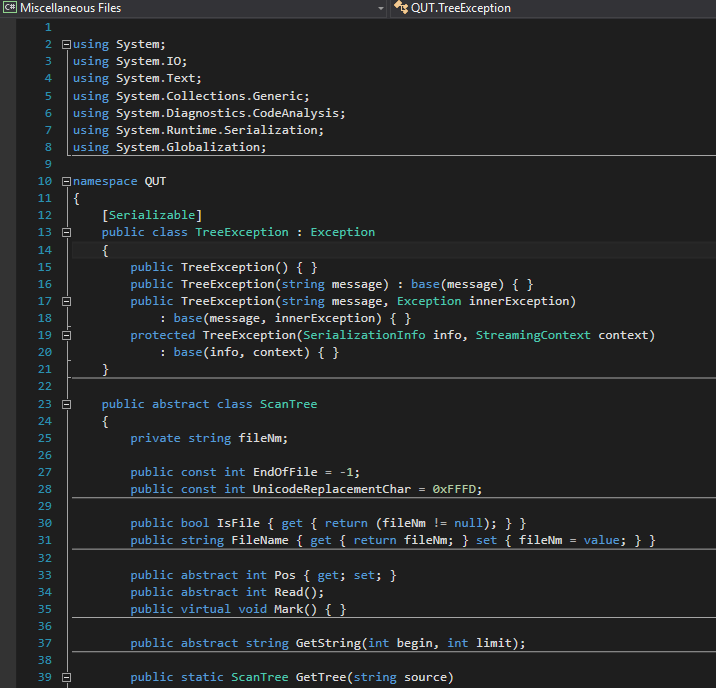 C# Miscellaneous Files QUT.TreeException
1
2 using System;
3 using System.IO;
4 using System.Text;
5 using System.Collections.Generic;
6 using System.Diagnostics.CodeAnalysis;
7 using System.Runtime.Serialization;
8 using System.Globalization;
9
10 namespace QUT
11 {
12 [Serializable]
13 public class TreeException : Exception
14 {
15 public TreeException() { }
16 public TreeException(string message) : base(message) { }
17 public TreeException(string message, Exception innerException)
18 : base(message, innerException) { }
19 protected TreeException(SerializationInfo info, StreamingContext context)
20 : base(info, context) { }
21 }
22
23 public abstract class ScanTree
24 {
25 private string fileNm;
26
27 public const int EndOfFile = -1;
28 public const int UnicodeReplacementChar = 0xFFFD;
29
30 public bool IsFile { get { return (fileNm != null); } }
31 public string FileName { get { return fileNm; } set { fileNm = value; } }
32
33 public abstract int Pos { get; set; }
34 public abstract int Read();
35 public virtual void Mark() { }
36
37 public abstract string GetString(int begin, int limit);
38
39 public static ScanTree GetTree(string source)